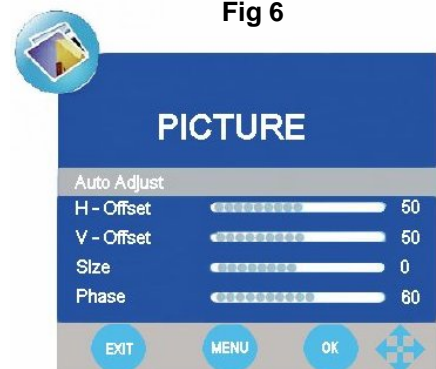 Fig 6
PICTURE
Auto Adjust
H - Offset 50
V - Offset 50
Size 0
Phase 60
EXIT MENU OK